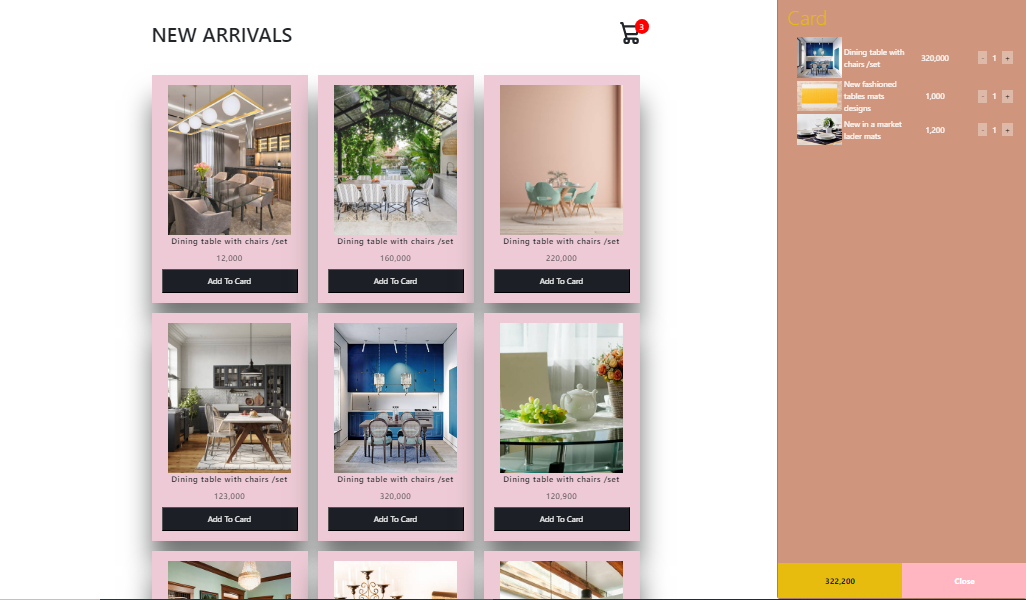 NEW ARRIVALS
3
Dining table with chairs /set
12,000
Add To Card
Dining table with chairs /set
160,000
Add To Card
Dining table with chairs /set
220,000
Add To Card
Dining table with chairs /set
123,000
Add To Card
Dining table with chairs /set
320,000
Add To Card
Dining table with chairs /set
120,900
Add To Card
Card
Dining table with
chairs /set
320,000
- 1 +
New fashioned
tables mats
designs
1,000
- 1 +
New in a market
lader mats
1,200
- 1 +
322,200
Close